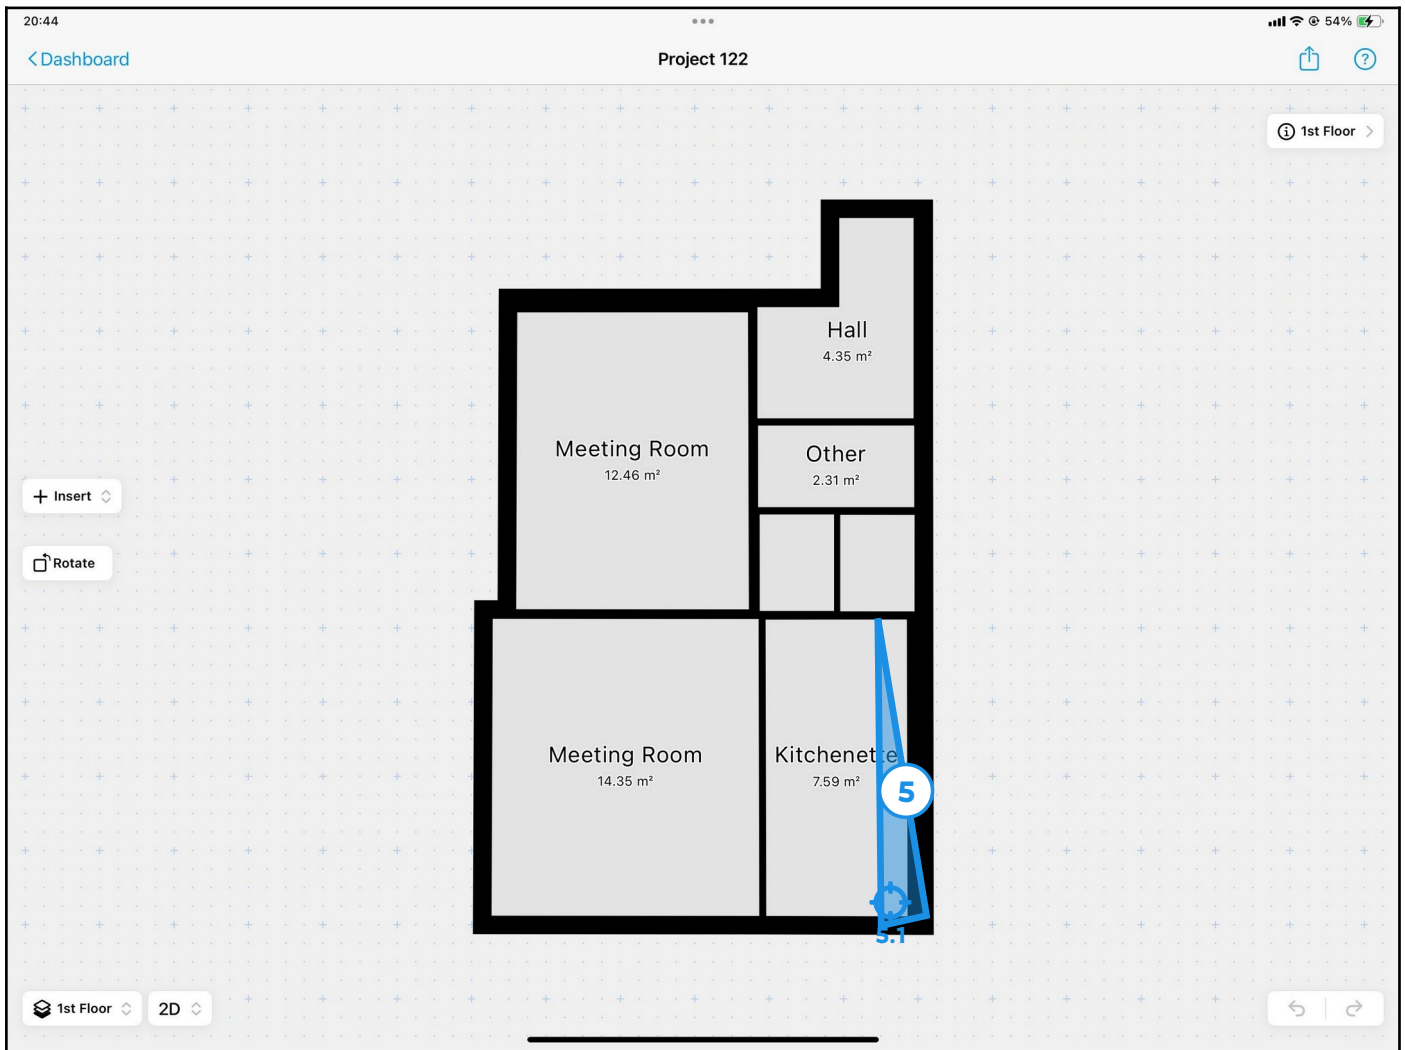 20:44
54%
Dashboard
Project 122
1st Floor
Hall
4.35 m²
Meeting Room
12.46 m²
Other
2.31 m²
Insert
Rotate
Meeting Room
14.35 m²
Kitchenette
7.59 m²
5
5.1
1st Floor
2D